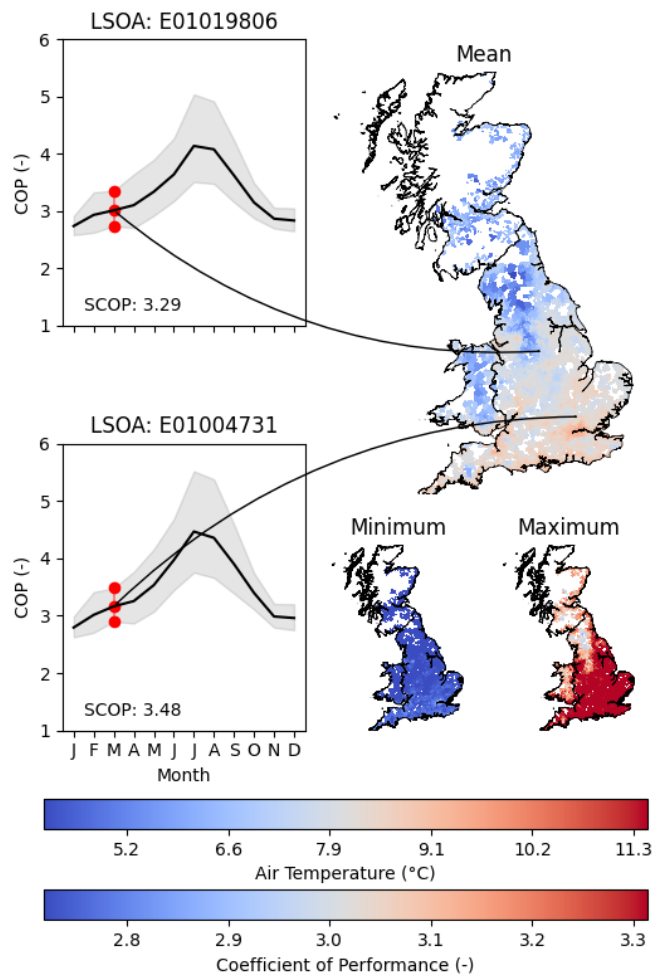 LSOA: E01019806
6
5
4
3
2
1
COP (-)
SCOP: 3.29
Mean
LSOA: E01004731
6
5
4
3
2
1
COP (-)
SCOP: 3.48
J F M A M J J A S O N D
Month
Minimum
Maximum
5.2 6.6 7.9 9.1 10.2 11.3
Air Temperature (°C)
2.8 2.9 3.0 3.1 3.2 3.3
Coefficient of Performance (-)